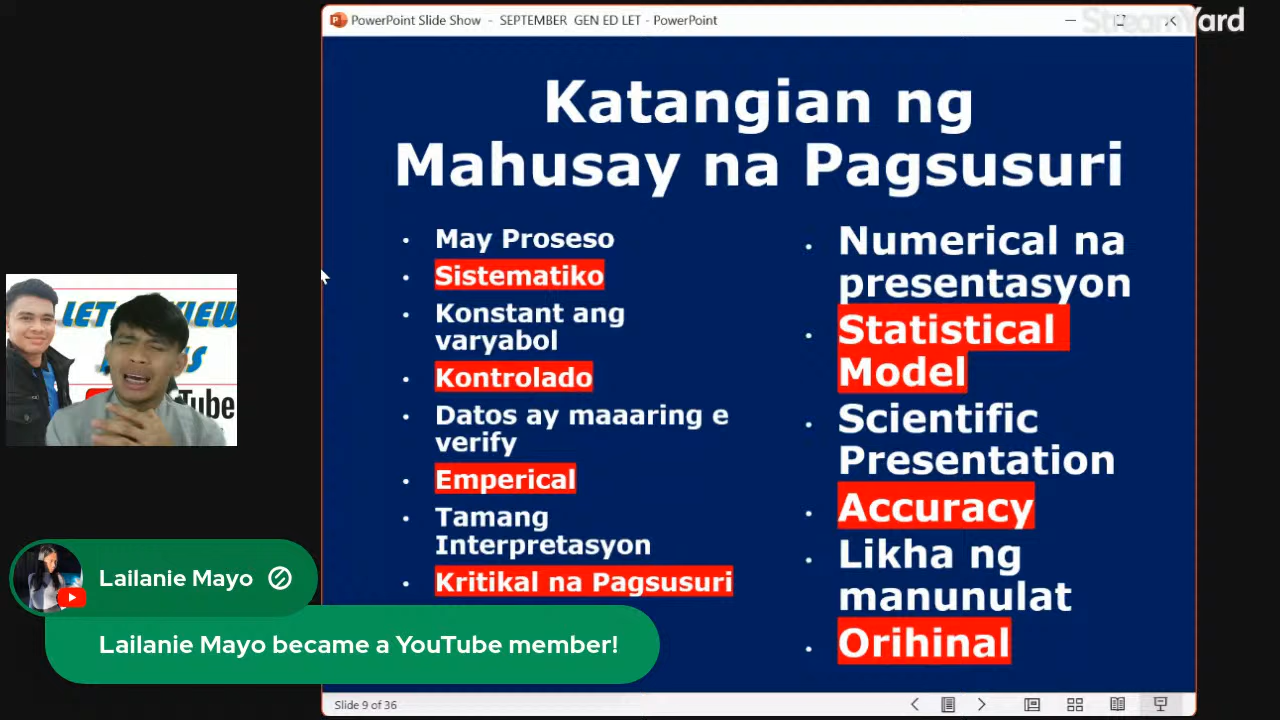 PowerPoint Slide Show - SEPTEMBER GEN ED LET - PowerPoint
StreamYard
Katangian ng
Mahusay na Pagsusuri
May Proseso
Sistematiko
Konstant ang
varyabol
Kontrolado
Datos ay maaaring e
verify
Emperical
Tamang
Interpretasyon
Kritikal na Pagsusuri
Numerical na
presentasyon
Statistical
Model
Scientific
Presentation
Accuracy
Likha ng
manunulat
Orihinal
LET
Lailanie Mayo
Lailanie Mayo became a YouTube member!
Slide 9 of 36